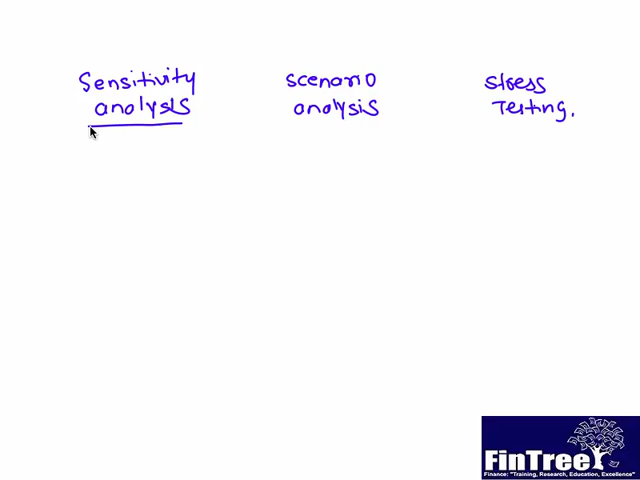 Sensitivity
analysis
scenario
analysis
stress
Testing.
FinTree
Finance: "Training, Research, Education, Excellence"